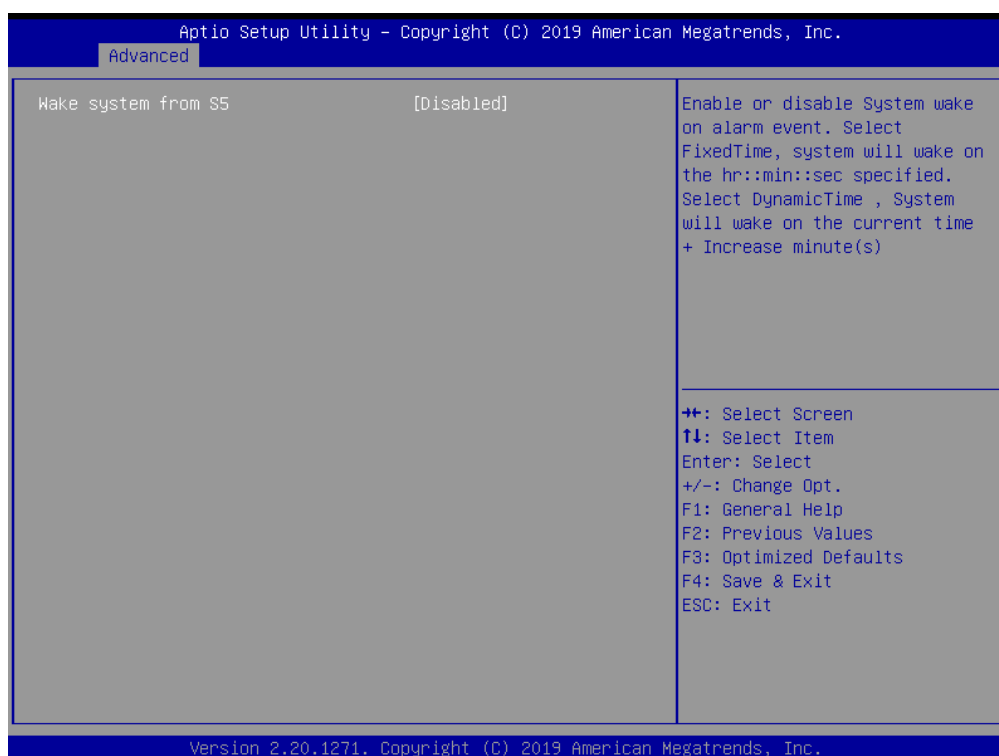 Aptio Setup Utility – Copyright (C) 2019 American Megatrends, Inc.
Advanced
Wake system from S5 [Disabled]
Enable or disable System wake
on alarm event. Select
FixedTime, system will wake on
the hr::min::sec specified.
Select DynamicTime , System
will wake on the current time
+ Increase minute(s)
→←: Select Screen
↑↓: Select Item
Enter: Select
+/-: Change Opt.
F1: General Help
F2: Previous Values
F3: Optimized Defaults
F4: Save & Exit
ESC: Exit
Version 2.20.1271. Copyright (C) 2019 American Megatrends, Inc.